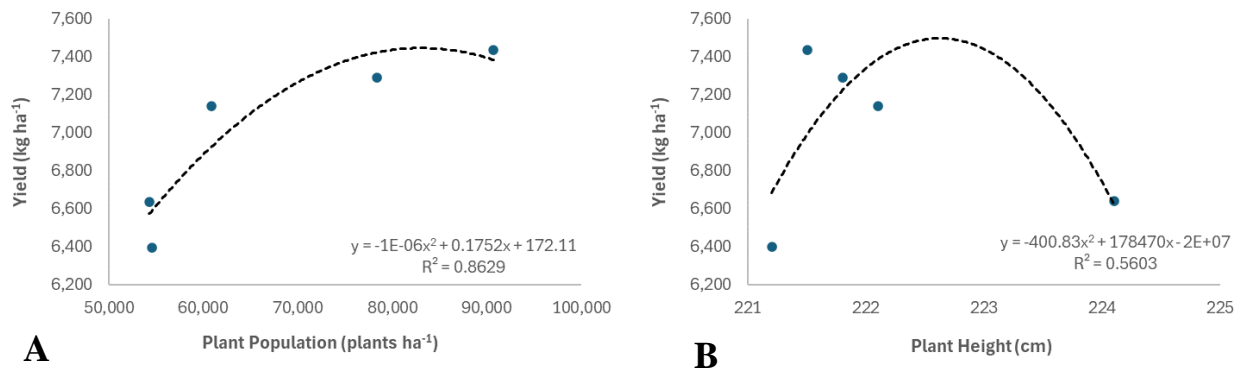 7,600
7,400
7,200
7,000
6,800
6,600
6,400
6,200
Yield (kg ha⁻¹)
50,000 60,000 70,000 80,000 90,000 100,000
Plant Population (plants ha⁻¹)
y = -1E-06x² + 0.1752x + 172.11
R² = 0.8629
A
7,600
7,400
7,200
7,000
6,800
6,600
6,400
6,200
Yield (kg ha⁻¹)
221 222 223 224 225
Plant Height (cm)
y = -400.83x² + 178470x - 2E+07
R² = 0.5603
B